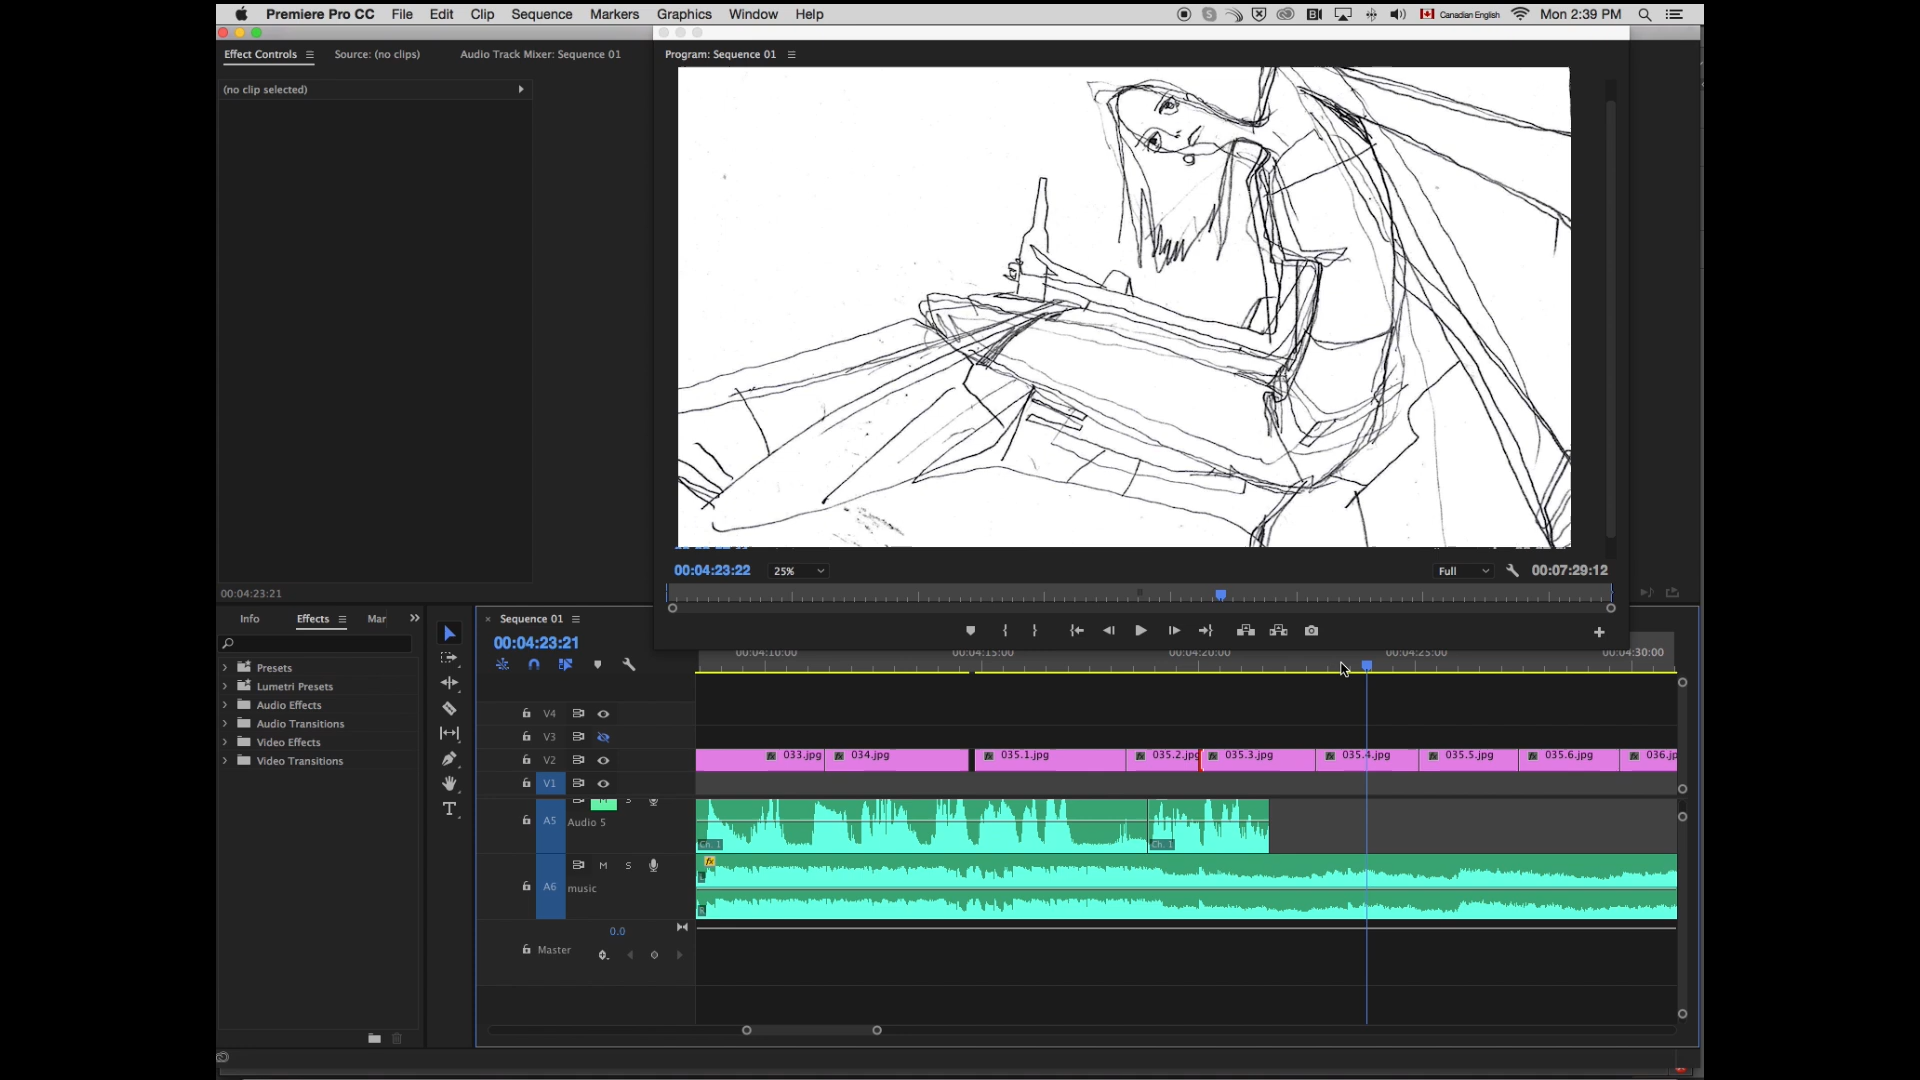 Premiere Pro CC File Edit Clip Sequence Markers Graphics Window Help
Canadian English Mon 2:39 PM
Effect Controls Source: (no clips) Audio Track Mixer: Sequence 01
Program: Sequence 01
(no clip selected)
00:04:23:22 25% Full 00:07:29:12
00:04:23:21
Info Effects Mar
Sequence 01
00:04:23:21
00:04:10:00 00:04:15:00 00:04:20:00 00:04:25:00 00:04:30:00
Presets
Lumetri Presets
Audio Effects
Audio Transitions
Video Effects
Video Transitions
V4
V3
V2 033.jpg 034.jpg 035.1.jpg 035.2.jpg 035.3.jpg 035.4.jpg 035.5.jpg 035.6.jpg 036.jp
V1
A5 Audio 5 M S
Ch. 1 Ch. 1
A6 music M S
fx
L
R
0.0
Master
T